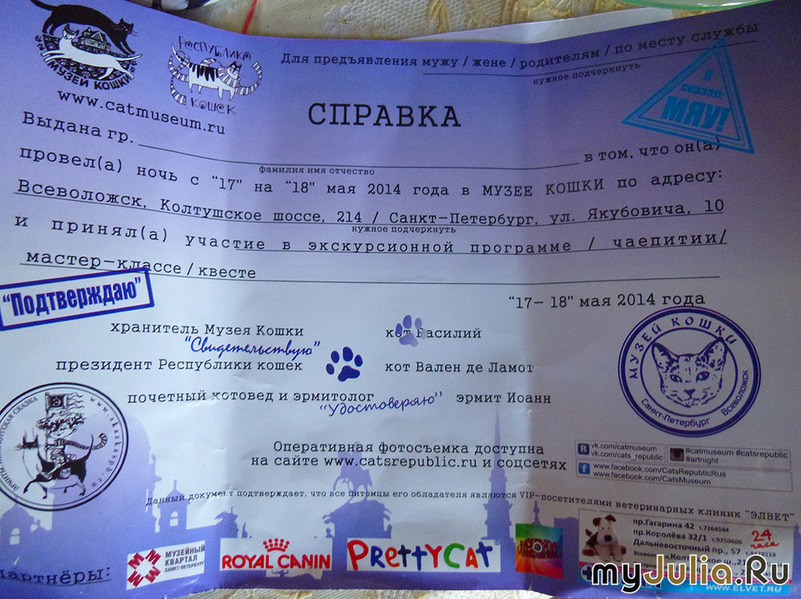 Для предъявления мужу / жене / родителям / по месту службы
нужное подчеркнуть
МУЗЕЙ КОШКИ
РЕСПУБЛИКА КОШЕК
www.catmuseum.ru
СПРАВКА
Я СКАЗАЛ: МЯУ!
Выдана гр. в том, что он(а)
фамилия имя отчество
провел(а) ночь с "17" на "18" мая 2014 года в МУЗЕЕ КОШКИ по адресу:
Всеволожск, Колтушское шоссе, 214 / Санкт-Петербург, ул. Якубовича, 10
нужное подчеркнуть
и принял(а) участие в экскурсионной программе / чаепитии/
мастер-классе / квесте
"Подтверждаю"
"17- 18" мая 2014 года
хранитель Музея Кошки кот Василий
"Свидетельствую"
президент Республики кошек кот Вален де Ламот
почетный котовед и эрмитолог эрмит Иоанн
"Удостоверяю"
МУЗЕЙ КОШКИ
Санкт-Петербург Всеволожск
Оперативная фотосъемка доступна
на сайте www.catsrepublic.ru и соцсетях
vk.com/catmuseum
vk.com/cats_republic
#catmuseum #catsrepublic
#artnight
www.facebook.com/CatsRepublicRus
www.facebook.com/CatsMuseum
Данный документ подтверждает, что все питомцы его обладателя являются VIP-посетителями ветеринарных клиник "ЭЛВЕТ"
партнёры:
МУЗЕЙНЫЙ
КВАРТАЛ
САНКТ-ПЕТЕРБУРГ
ROYAL CANIN
PRETTYCAT
пр.Гагарина 42
пр.Королёва 32/1
Дальневосточный пр., 57
24
часа
WWW.ELVET.RU
myJulia.Ru